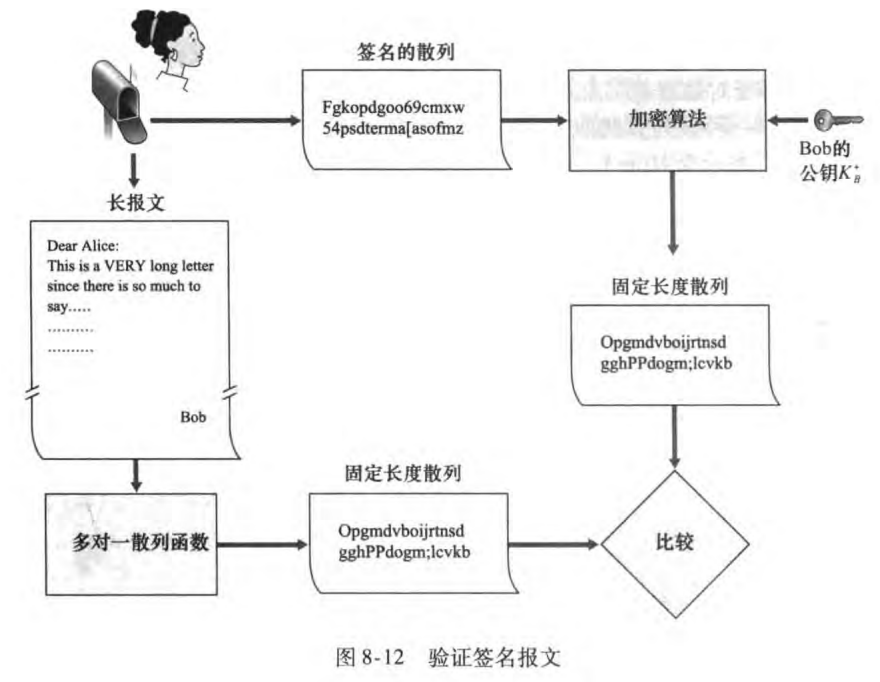 签名的散列
Fgkopdgoo69cmxw
54psdterma[asofmz
加密算法
Bob的
公钥K_B^+
长报文
Dear Alice:
This is a VERY long letter
since there is so much to
say.....
..........
..........
Bob
固定长度散列
Opgmdvboijrtnsd
gghPPdogm;lcvkb
多对一散列函数
固定长度散列
Opgmdvboijrtnsd
gghPPdogm;lcvkb
比较
图 8-12 验证签名报文